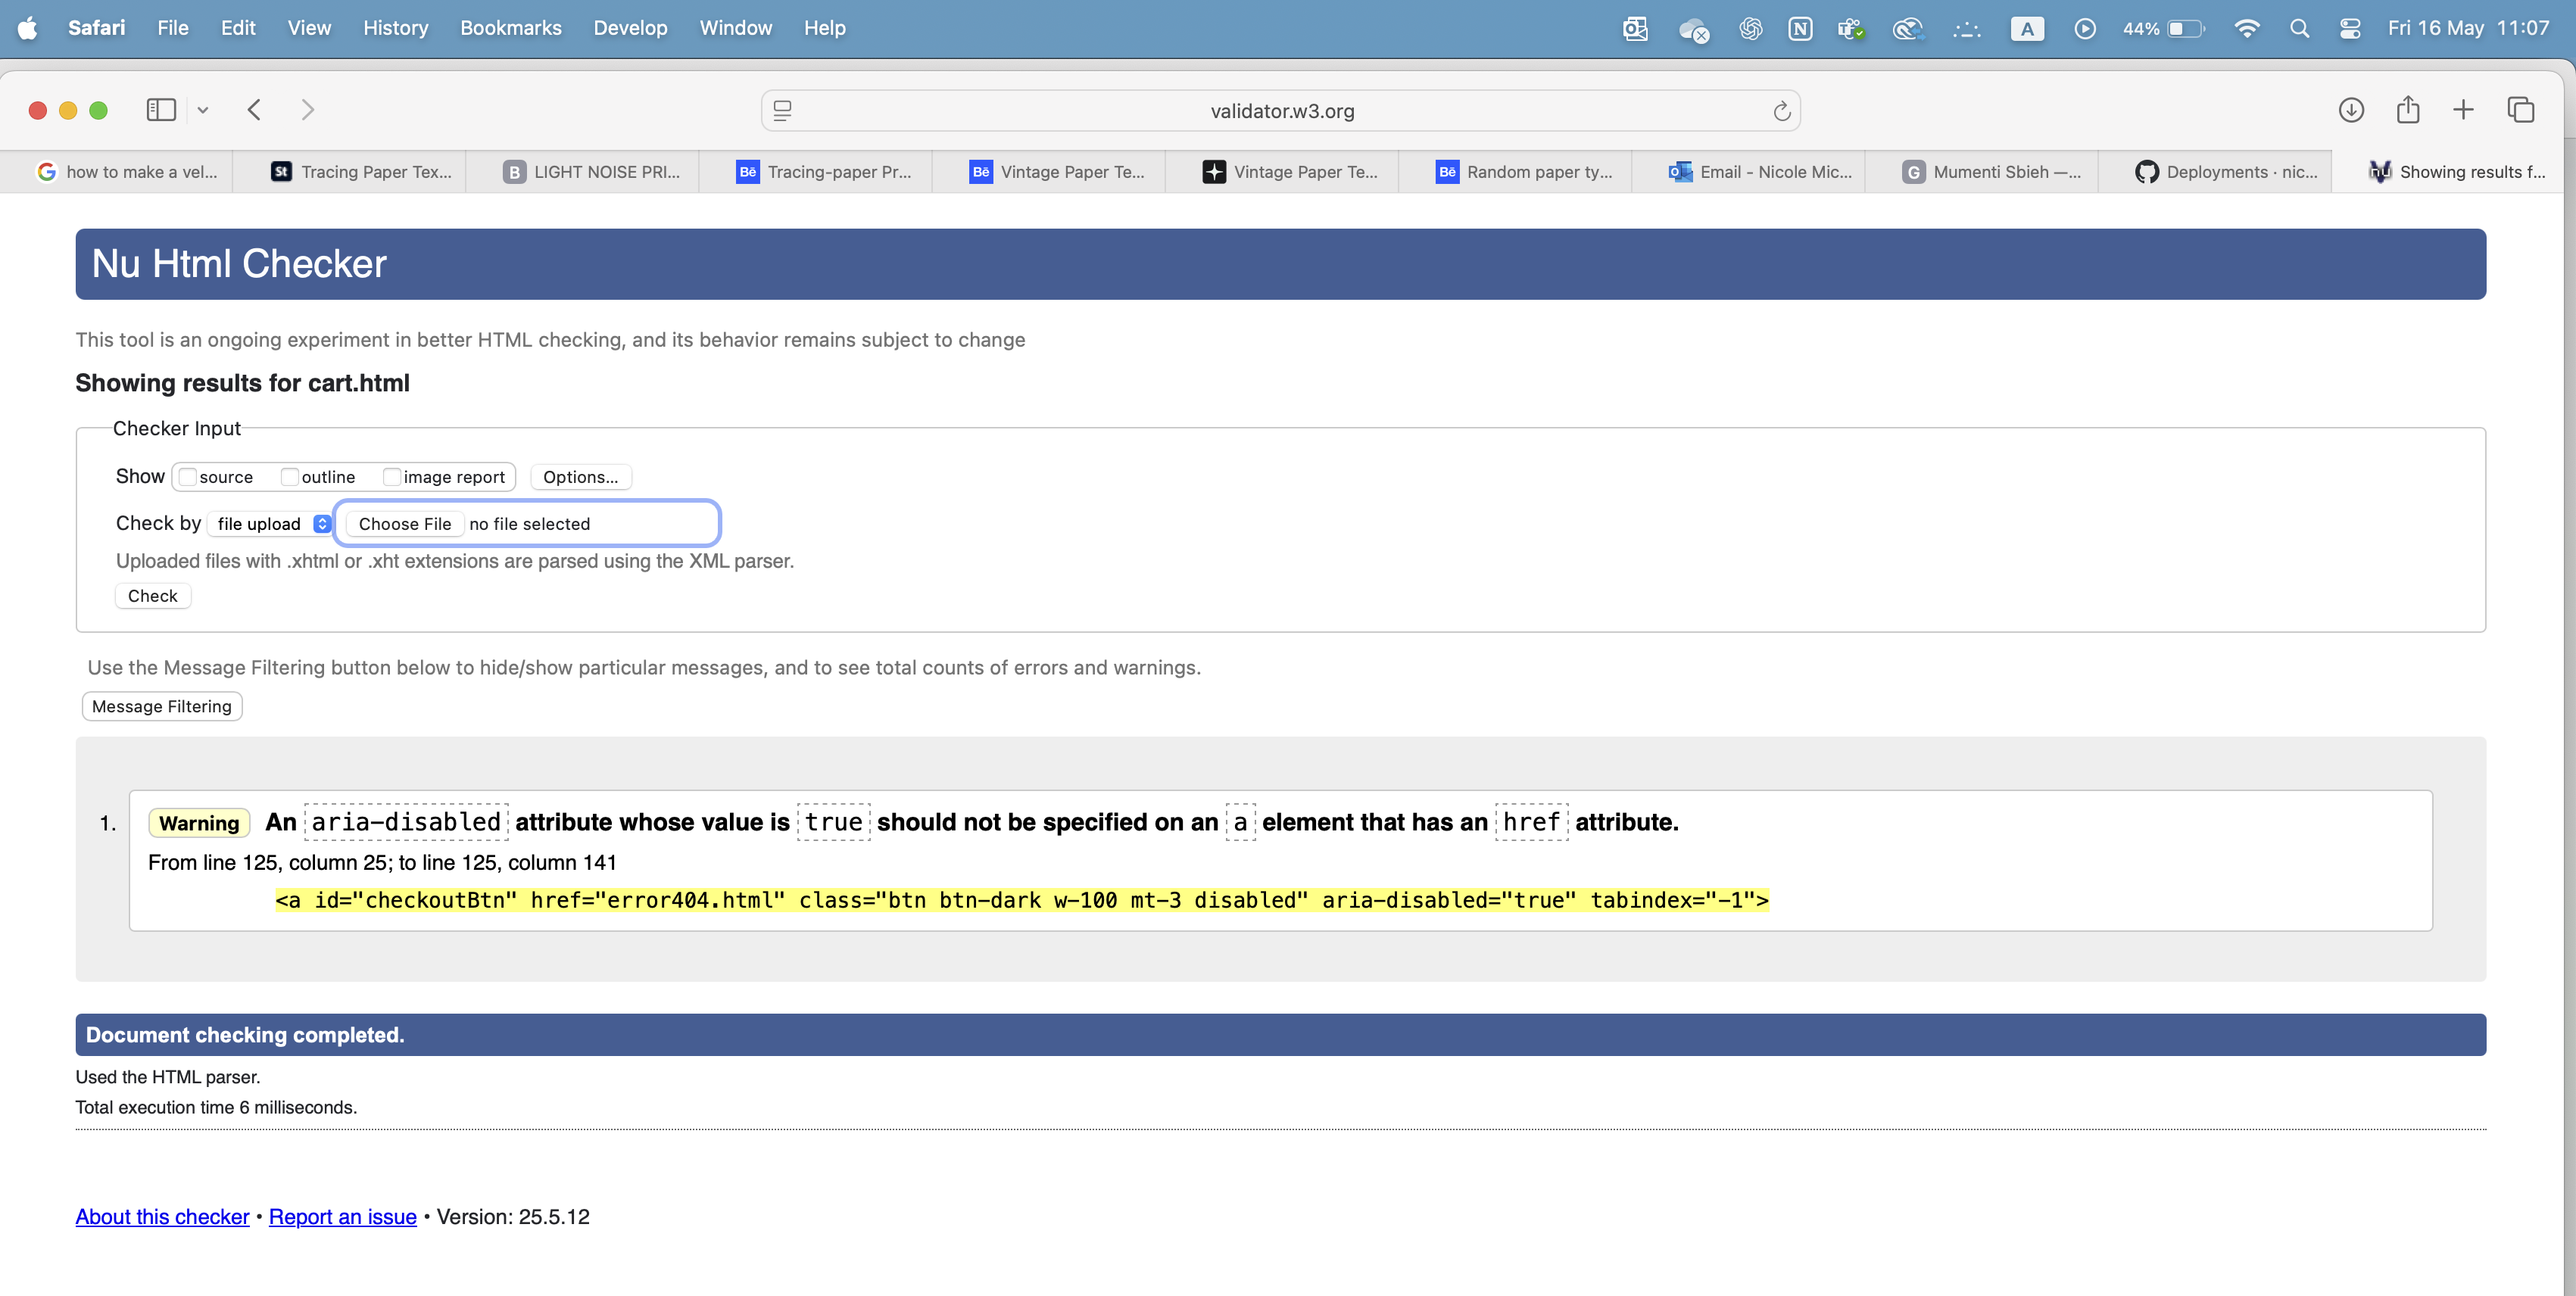 Safari File Edit View History Bookmarks Develop Window Help A 44% Fri 16 May 11:07
validator.w3.org
how to make a vel... St Tracing Paper Tex... B LIGHT NOISE PRI... Bē Tracing-paper Pr... Bē Vintage Paper Te... Vintage Paper Te... Bē Random paper ty... Email - Nicole Mic... G Mumenti Sbieh —... Deployments · nic... nu Showing results f...
Nu Html Checker
This tool is an ongoing experiment in better HTML checking, and its behavior remains subject to change
Showing results for cart.html
Checker Input
Show source outline image report Options...
Check by file upload Choose File no file selected
Uploaded files with .xhtml or .xht extensions are parsed using the XML parser.
Check
Use the Message Filtering button below to hide/show particular messages, and to see total counts of errors and warnings.
Message Filtering
1. Warning An aria-disabled attribute whose value is true should not be specified on an a element that has an href attribute.
From line 125, column 25; to line 125, column 141
<a id="checkoutBtn" href="error404.html" class="btn btn-dark w-100 mt-3 disabled" aria-disabled="true" tabindex="-1">
Document checking completed.
Used the HTML parser.
Total execution time 6 milliseconds.
About this checker • Report an issue • Version: 25.5.12